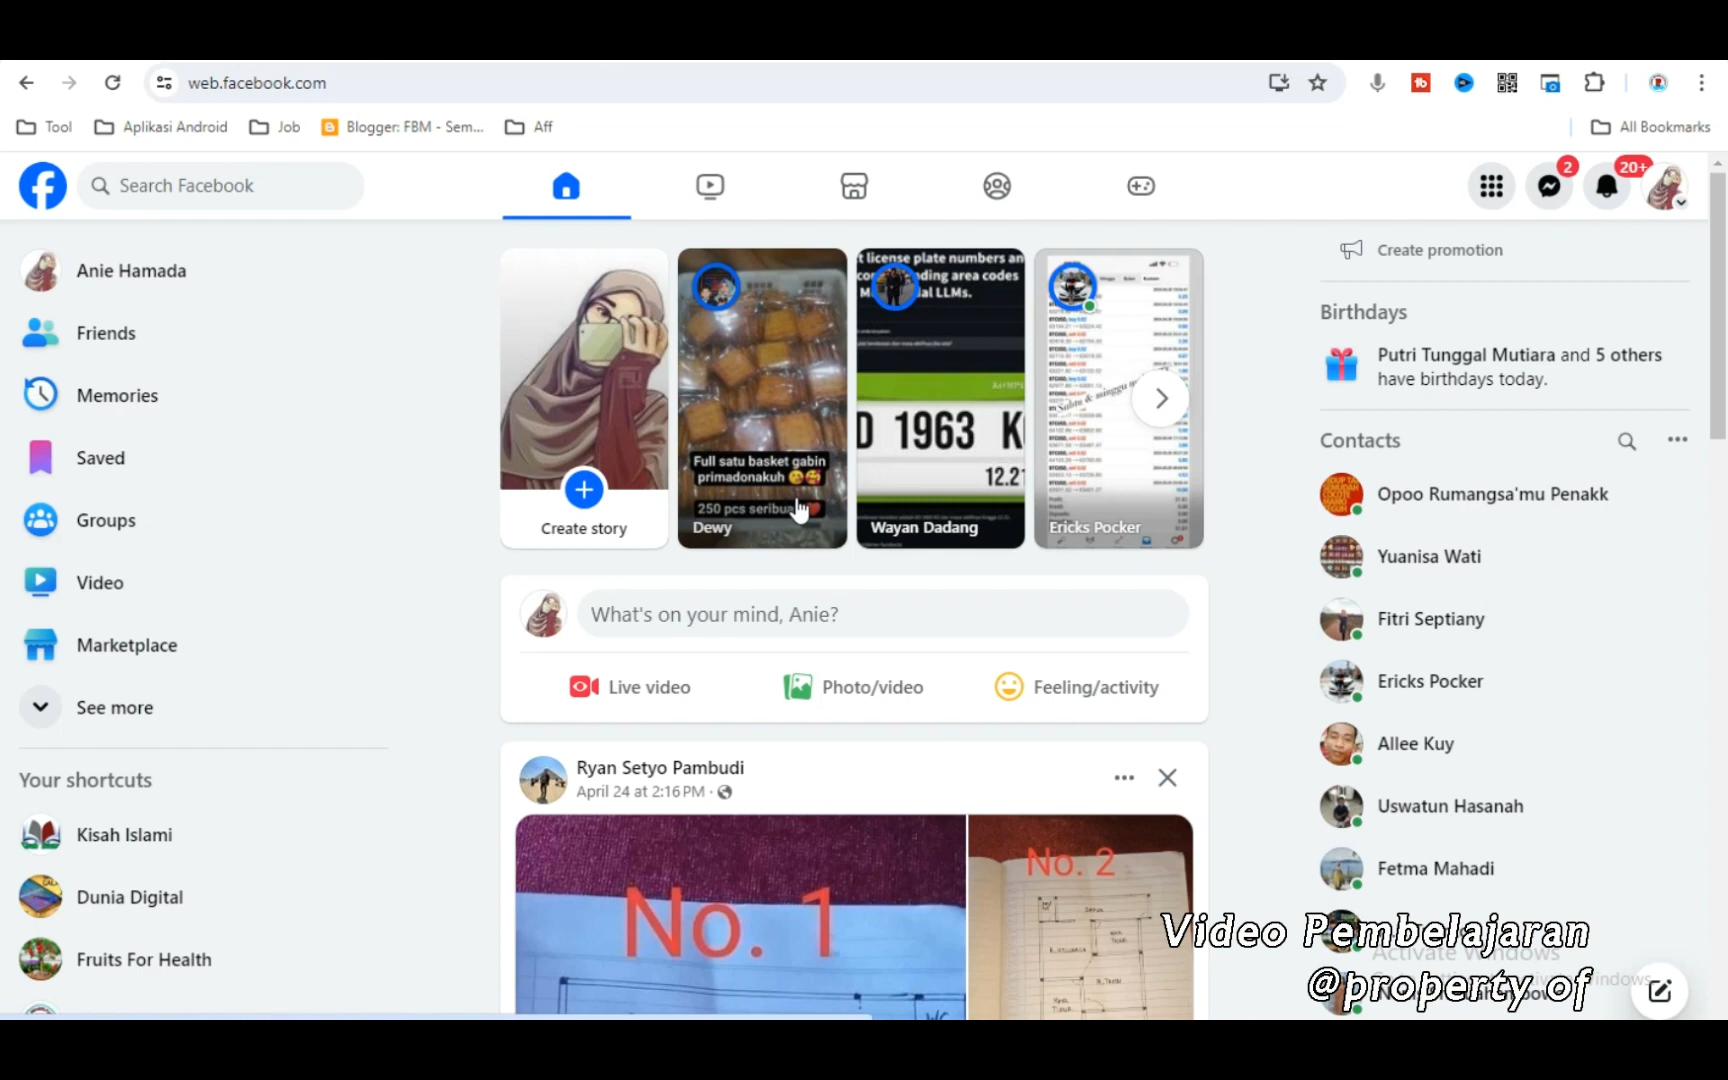 web.facebook.com
Tool
Aplikasi Android
Job
Blogger: FBM - Sem...
Aff
All Bookmarks
Search Facebook
2
20+
Anie Hamada
Friends
Memories
Saved
Groups
Video
Marketplace
See more
Your shortcuts
Kisah Islami
Dunia Digital
Fruits For Health
Create story
Full satu basket gabin
primadonakuh
250 pcs seribu
Dewy
t license plate numbers an
ding area codes
al LLMs.
D 1963 K
12.21
Wayan Dadang
Sabtu & minggu
Ericks Pocker
What's on your mind, Anie?
Live video
Photo/video
Feeling/activity
Ryan Setyo Pambudi
April 24 at 2:16 PM
No. 1
WC
No. 2
Create promotion
Birthdays
Putri Tunggal Mutiara and 5 others
have birthdays today.
Contacts
Opoo Rumangsa'mu Penakk
Yuanisa Wati
Fitri Septiany
Ericks Pocker
Allee Kuy
Uswatun Hasanah
Fetma Mahadi
Video Pembelajaran
Activate Windows
@property of